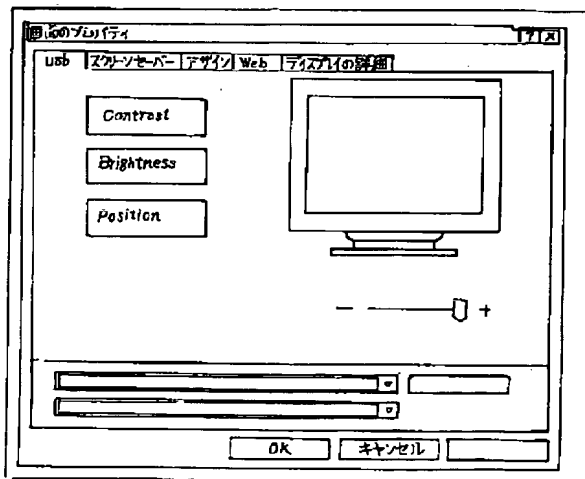 画面のプロパティ ? X
USB スクリーンセーバー デザイン Web ディスプレイの詳細
Contrast
Brightness
Position
- +
OK キャンセル